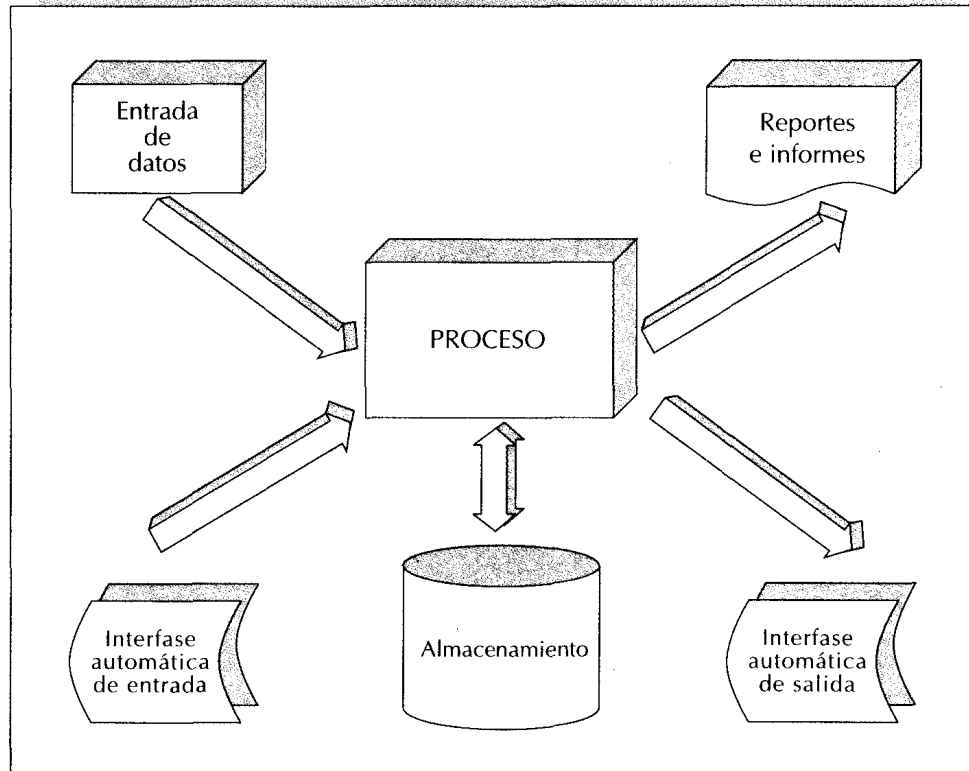 Entrada
de
datos
Reportes
e informes
PROCESO
Interfase
automática
de entrada
Almacenamiento
Interfase
automática
de salida